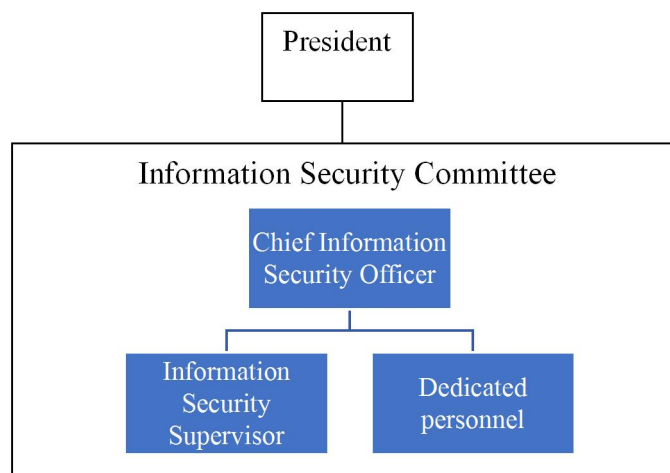 President
Information Security Committee
Chief Information
Security Officer
Information
Security
Supervisor
Dedicated
personnel